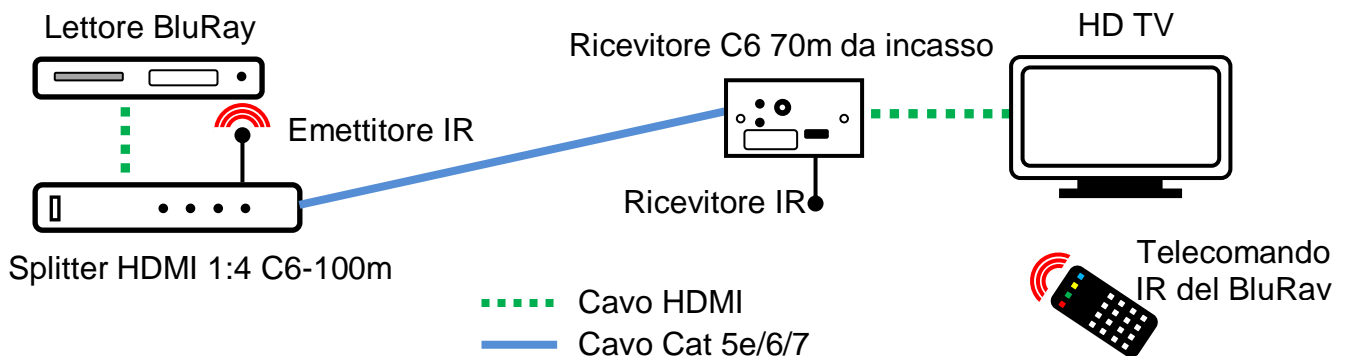 Lettore BluRay
Ricevitore C6 70m da incasso
HD TV
Emettitore IR
Ricevitore IR
Splitter HDMI 1:4 C6-100m
Telecomando
IR del BluRav
Cavo HDMI
Cavo Cat 5e/6/7